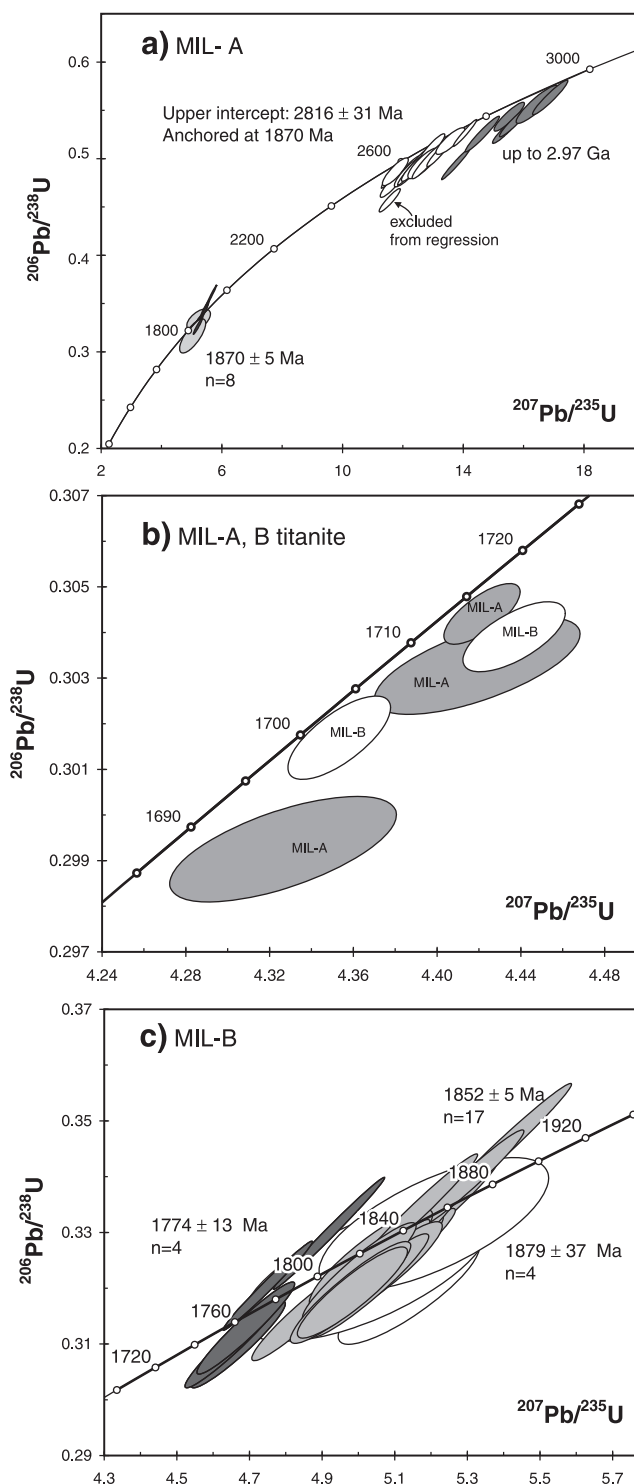 a) MIL- A
3000
0.6
Upper intercept: 2816 ± 31 Ma
Anchored at 1870 Ma
2600
0.5
up to 2.97 Ga
excluded
from regression
206Pb/238U
2200
0.4
1800
0.3
1870 ± 5 Ma
n=8
207Pb/235U
0.2
2 6 10 14 18
0.307
b) MIL-A, B titanite
1720
0.305
MIL-A
1710
MIL-B
0.303
MIL-A
206Pb/238U
1700
MIL-B
0.301
1690
MIL-A
0.299
207Pb/235U
0.297
4.24 4.28 4.32 4.36 4.40 4.44 4.48
0.37
c) MIL-B
1852 ± 5 Ma
n=17
0.35
1920
1880
206Pb/238U
1774 ± 13 Ma
n=4
1840
0.33
1800
1879 ± 37 Ma
n=4
1760
0.31
1720
207Pb/235U
0.29
4.3 4.5 4.7 4.9 5.1 5.3 5.5 5.7